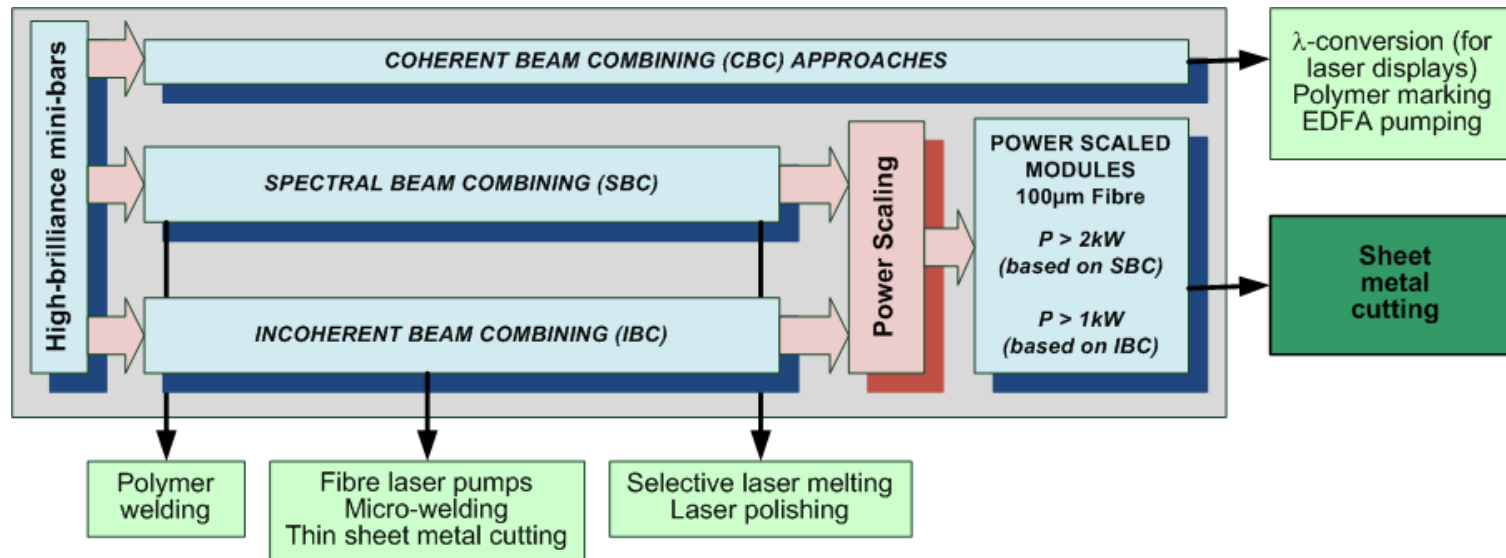 High-brilliance mini-bars
COHERENT BEAM COMBINING (CBC) APPROACHES
λ-conversion (for
laser displays)
Polymer marking
EDFA pumping
SPECTRAL BEAM COMBINING (SBC)
INCOHERENT BEAM COMBINING (IBC)
Power Scaling
POWER SCALED
MODULES
100µm Fibre
P > 2kW
(based on SBC)
P > 1kW
(based on IBC)
Sheet
metal
cutting
Polymer
welding
Fibre laser pumps
Micro-welding
Thin sheet metal cutting
Selective laser melting
Laser polishing